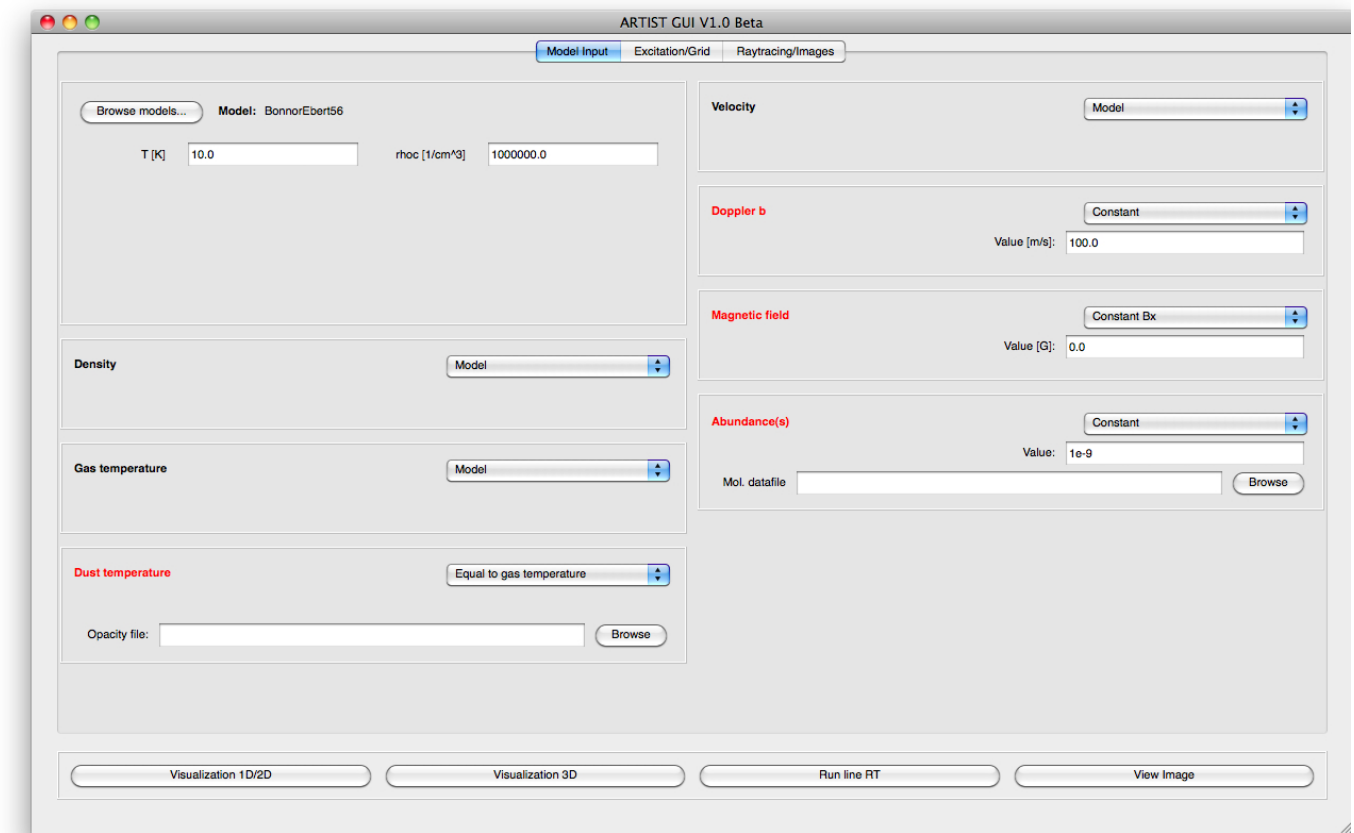 ARTIST GUI V1.0 Beta
Model Input Excitation/Grid Raytracing/Images
Browse models... Model: BonnorEbert56
T [K] 10.0 rhoc [1/cm^3] 1000000.0
Density Model
Gas temperature Model
Dust temperature Equal to gas temperature
Opacity file: Browse
Velocity Model
Doppler b Constant
Value [m/s]: 100.0
Magnetic field Constant Bx
Value [G]: 0.0
Abundance(s) Constant
Value: 1e-9
Mol. datafile Browse
Visualization 1D/2D Visualization 3D Run line RT View Image